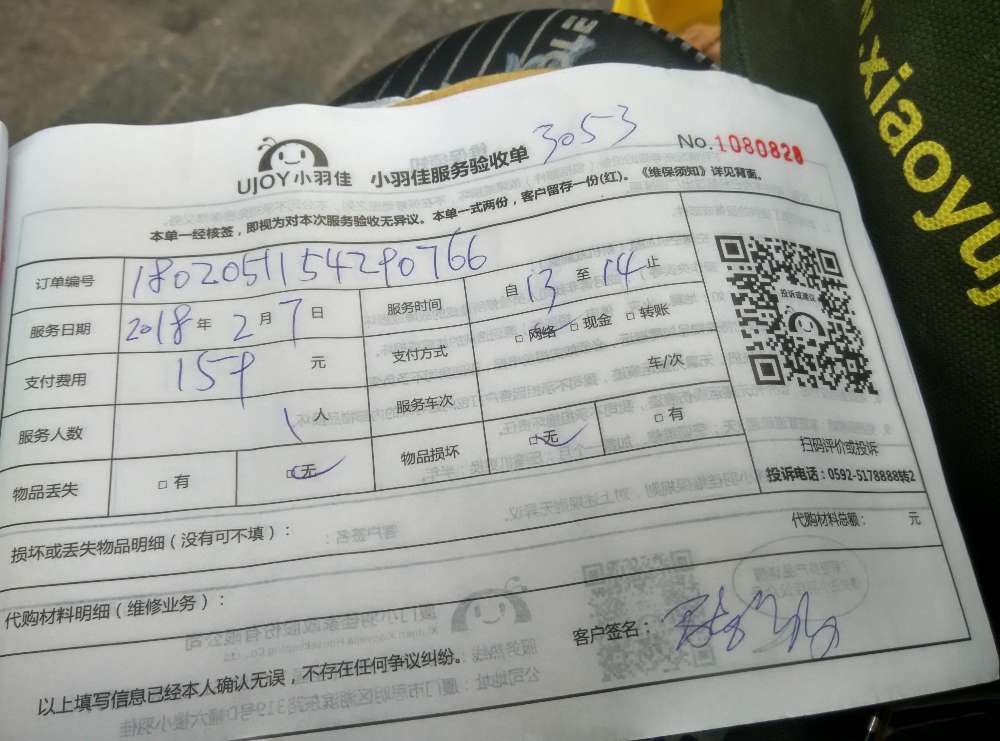 3053
No.1080828
UJOY小羽佳 小羽佳服务验收单
本单一经核签，即视为对本次服务验收无异议。本单一式两份，客户留存一份(红)。《维保须知》详见背面。
订单编号 1802051154290766
服务日期 2018年2月7日 服务时间 自13至14止
支付费用 159元 支付方式 □网络 □现金 □转账
服务人数 1人 服务车次 车/次
物品丢失 □有 □无 物品损坏 □无 □有
投诉或建议
扫码评价或投诉
投诉电话：0592-5178888转2
损坏或丢失物品明细（没有可不填）：
代购材料总额： 元
代购材料明细（维修业务）：
客户签名：
以上填写信息已经本人确认无误，不存在任何争议纠纷。
xiaoyu